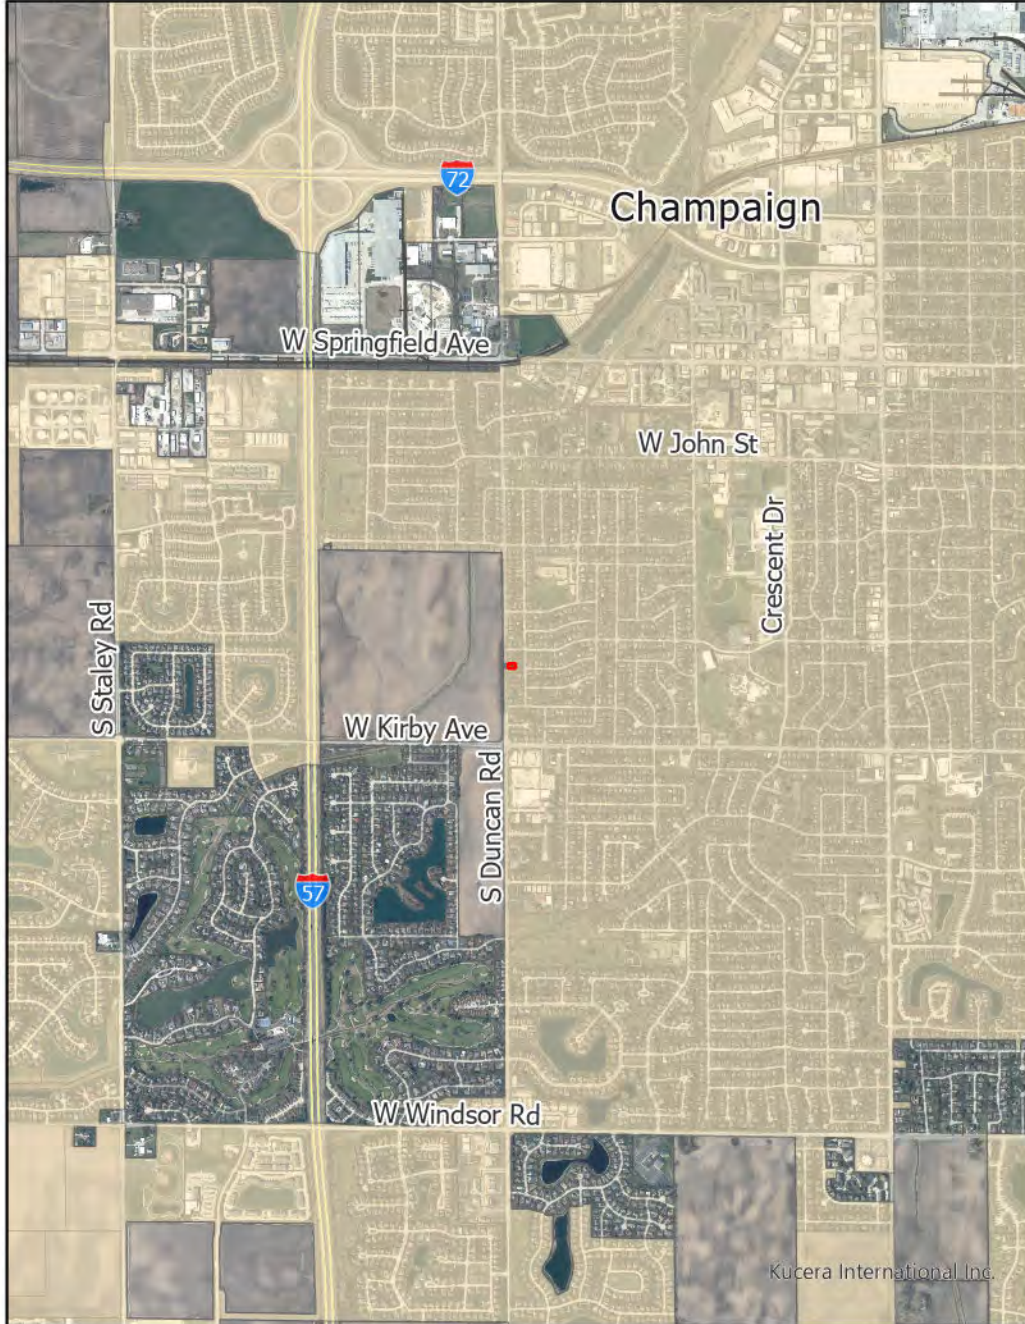 72
Champaign
W Springfield Ave
W John St
Crescent Dr
S Staley Rd
W Kirby Ave
S Duncan Rd
57
W Windsor Rd
Kucera International Inc.